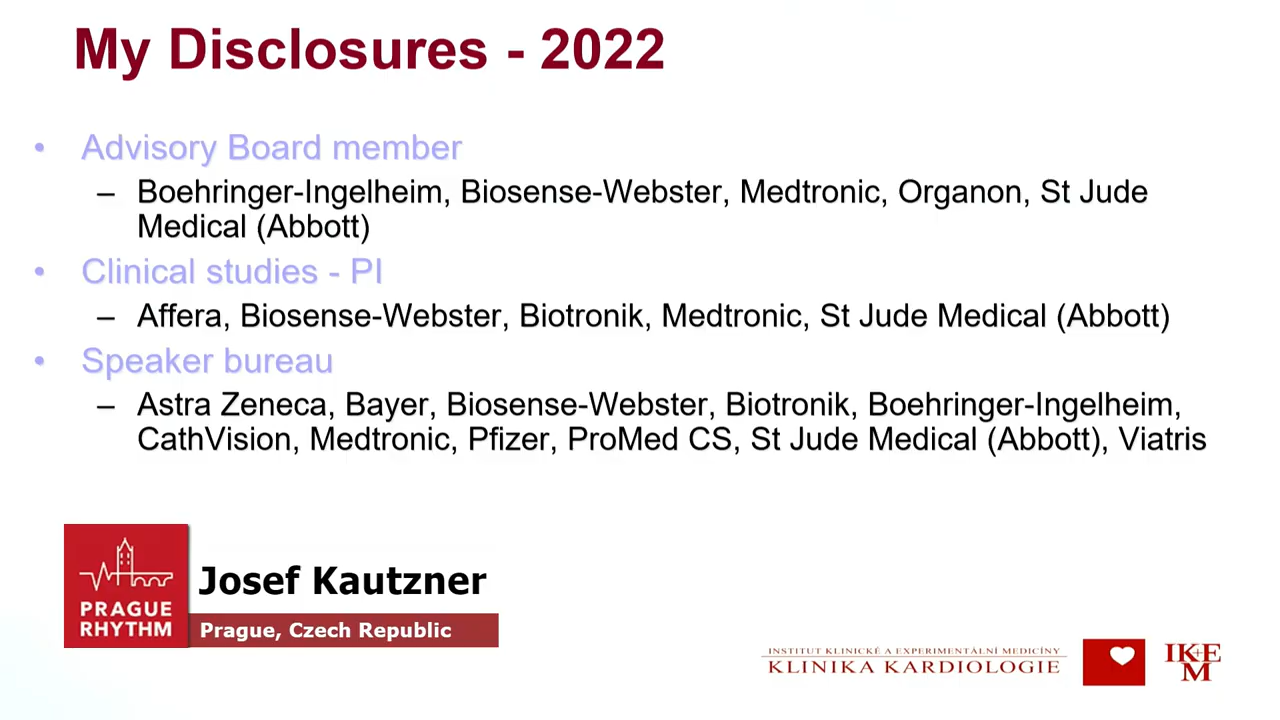 My Disclosures - 2022
• Advisory Board member
– Boehringer-Ingelheim, Biosense-Webster, Medtronic, Organon, St Jude
Medical (Abbott)
• Clinical studies - PI
– Affera, Biosense-Webster, Biotronik, Medtronic, St Jude Medical (Abbott)
• Speaker bureau
– Astra Zeneca, Bayer, Biosense-Webster, Biotronik, Boehringer-Ingelheim,
CathVision, Medtronic, Pfizer, ProMed CS, St Jude Medical (Abbott), Viatris
PRAGUE
RHYTHM
Josef Kautzner
Prague, Czech Republic
INSTITUT KLINICKÉ A EXPERIMENTÁLNÍ MEDICÍNY
KLINIKA KARDIOLOGIE
IK+E
M